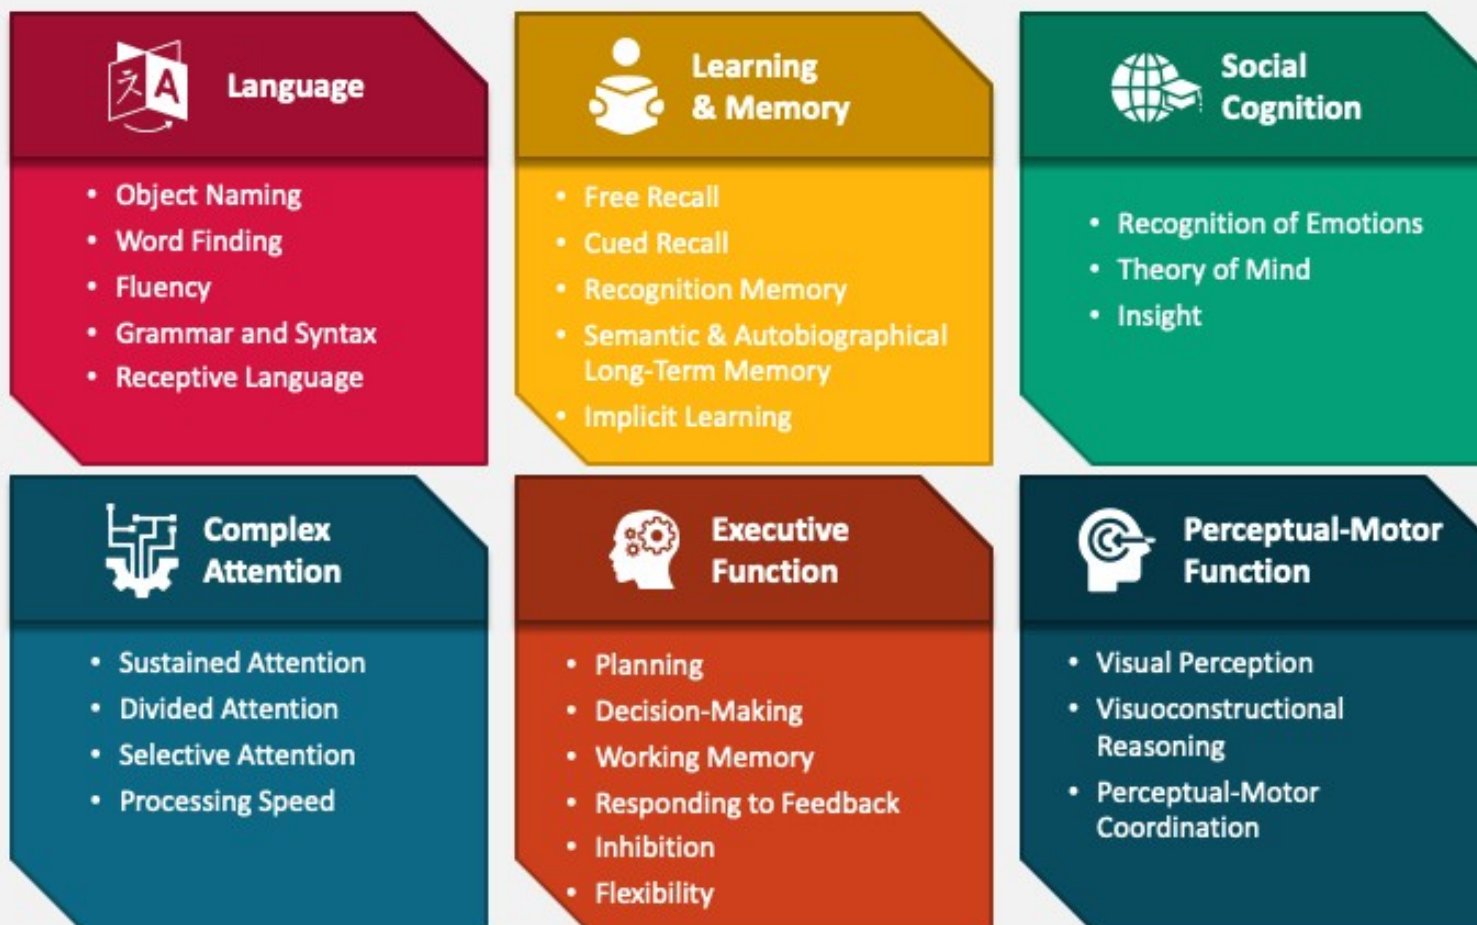 Language
Object Naming
Word Finding
Fluency
Grammar and Syntax
Receptive Language
Learning
& Memory
Free Recall
Cued Recall
Recognition Memory
Semantic & Autobiographical
Long-Term Memory
Implicit Learning
Social
Cognition
Recognition of Emotions
Theory of Mind
Insight
Complex
Attention
Sustained Attention
Divided Attention
Selective Attention
Processing Speed
Executive
Function
Planning
Decision-Making
Working Memory
Responding to Feedback
Inhibition
Flexibility
Perceptual-Motor
Function
Visual Perception
Visuoconstructional
Reasoning
Perceptual-Motor
Coordination